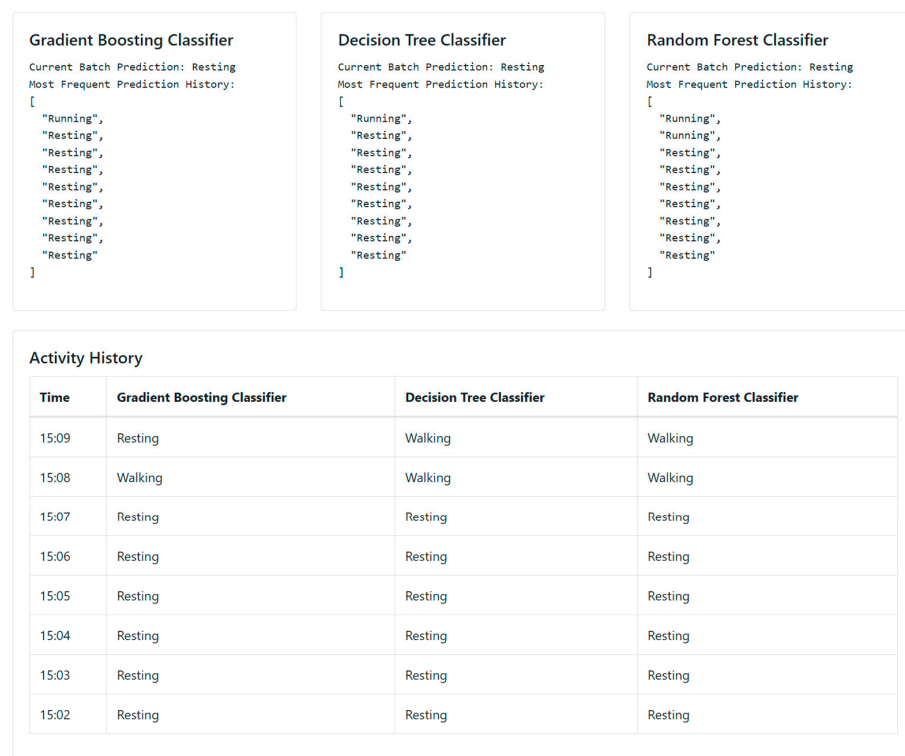 Gradient Boosting Classifier
Current Batch Prediction: Resting
Most Frequent Prediction History:
[
"Running",
"Resting",
"Resting",
"Resting",
"Resting",
"Resting",
"Resting",
"Resting",
"Resting"
]
Decision Tree Classifier
Current Batch Prediction: Resting
Most Frequent Prediction History:
[
"Running",
"Resting",
"Resting",
"Resting",
"Resting",
"Resting",
"Resting",
"Resting",
"Resting"
]
Random Forest Classifier
Current Batch Prediction: Resting
Most Frequent Prediction History:
[
"Running",
"Running",
"Resting",
"Resting",
"Resting",
"Resting",
"Resting",
"Resting",
"Resting"
]
Activity History
Time Gradient Boosting Classifier Decision Tree Classifier Random Forest Classifier
15:09 Resting Walking Walking
15:08 Walking Walking Walking
15:07 Resting Resting Resting
15:06 Resting Resting Resting
15:05 Resting Resting Resting
15:04 Resting Resting Resting
15:03 Resting Resting Resting
15:02 Resting Resting Resting